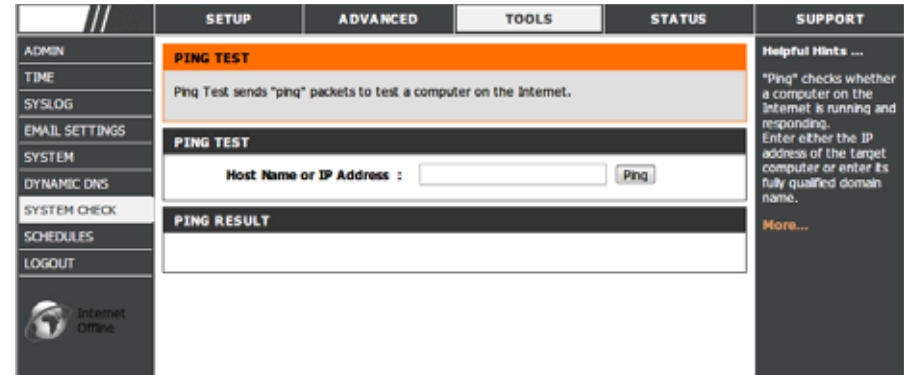 SETUP
ADVANCED
TOOLS
STATUS
SUPPORT
ADMIN
TIME
SYSLOG
EMAIL SETTINGS
SYSTEM
DYNAMIC DNS
SYSTEM CHECK
SCHEDULES
LOGOUT
Internet
Offline
PING TEST
Ping Test sends "ping" packets to test a computer on the Internet.
PING TEST
Host Name or IP Address :
Ping
PING RESULT
Helpful Hints ...
"Ping" checks whether
a computer on the
Internet is running and
responding.
Enter either the IP
address of the target
computer or enter its
fully qualified domain
name.
More...